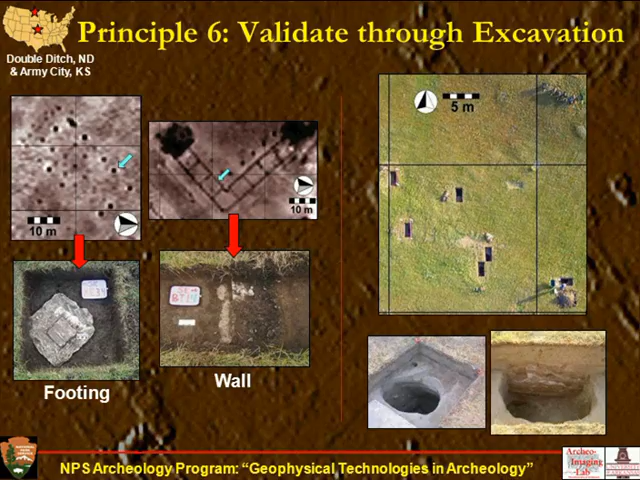 Principle 6: Validate through Excavation
Double Ditch, ND
& Army City, KS
10 m
10 m
5 m
Footing
Wall
NPS Archeology Program: “Geophysical Technologies in Archeology”
Archeo-
Imaging
Lab